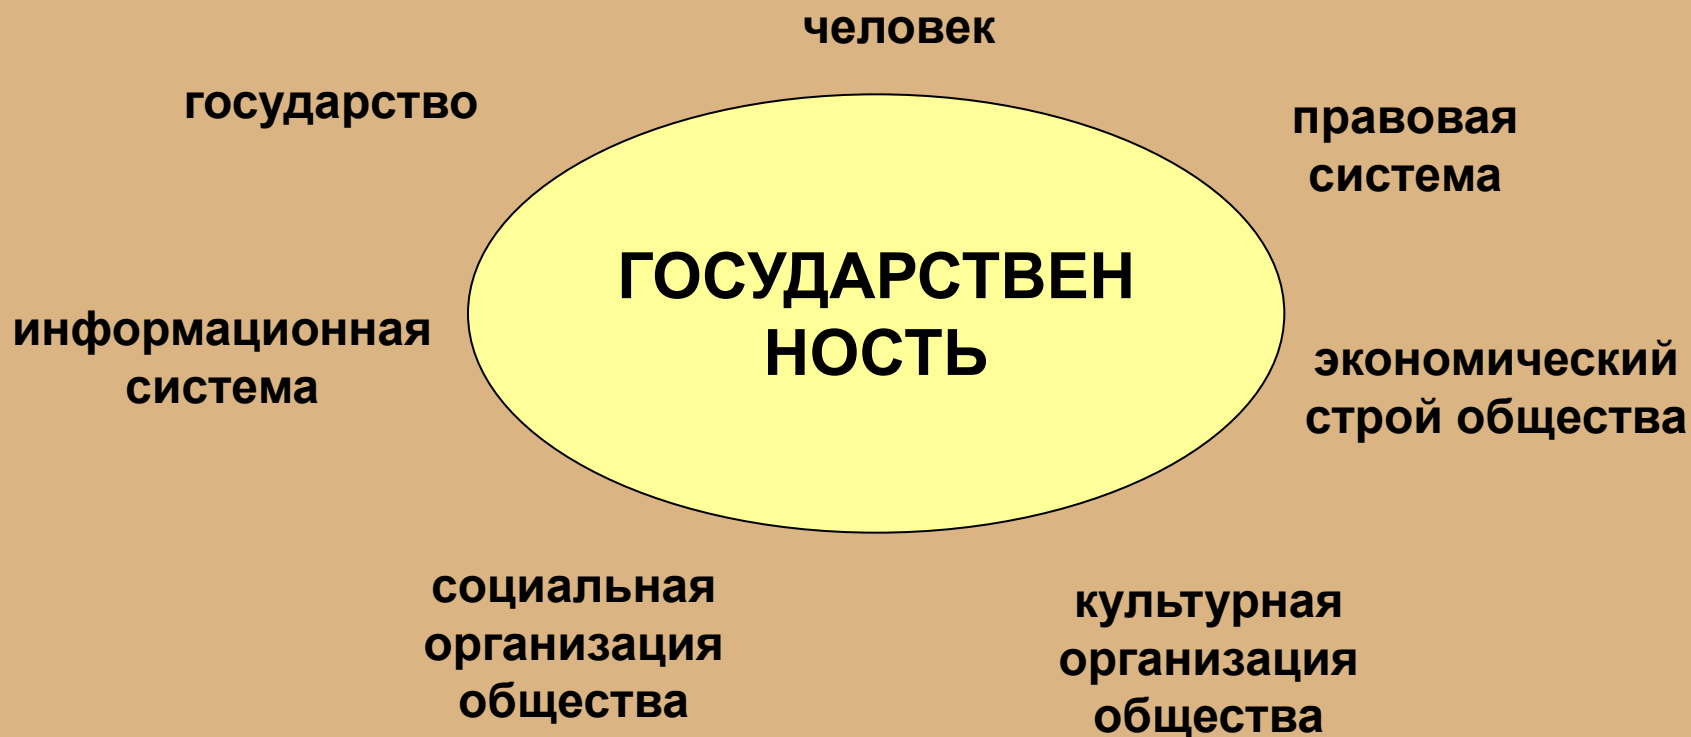 человек
государство
правовая
система
ГОСУДАРСТВЕН
НОСТЬ
информационная
система
экономический
строй общества
социальная
организация
общества
культурная
организация
общества